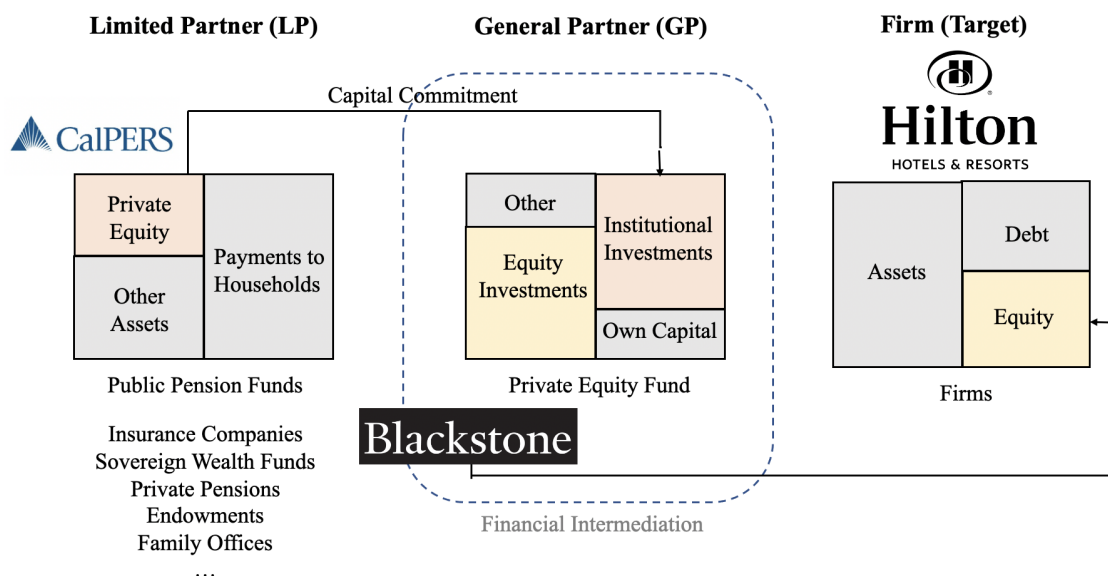 Limited Partner (LP)
General Partner (GP)
Firm (Target)
Capital Commitment
CalPERS
H
®
Hilton
HOTELS & RESORTS
Private
Equity
Other
Assets
Payments to
Households
Public Pension Funds
Insurance Companies
Sovereign Wealth Funds
Private Pensions
Endowments
Family Offices
...
Other
Equity
Investments
Institutional
Investments
Own Capital
Private Equity Fund
Blackstone
Financial Intermediation
Assets
Debt
Equity
Firms